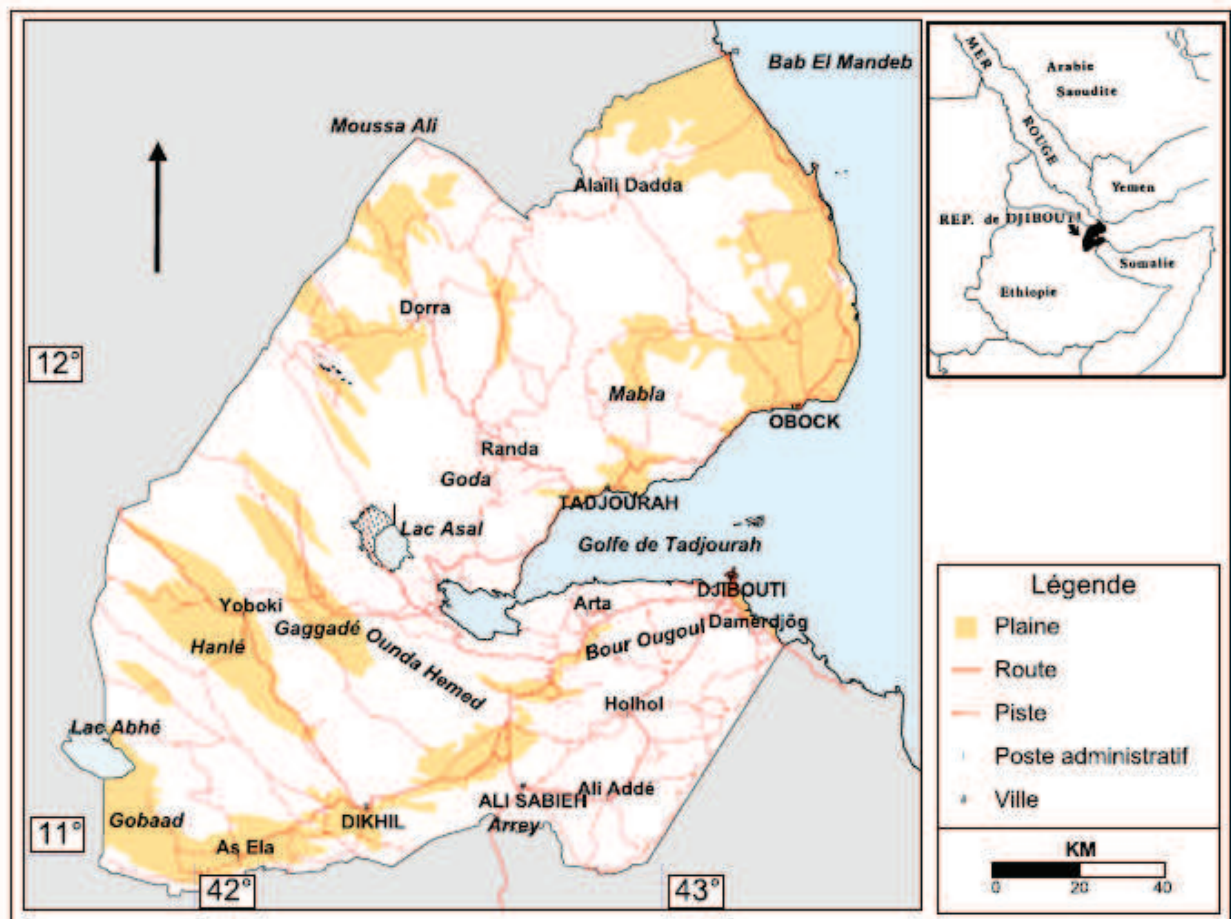 Bab El Mandeb
Moussa Ali
Alaïli Dadda
Dorra
12°
Mabla
OBOCK
Randa
Goda
TADJOURAH
Lac Asal
Golfe de Tadjourah
DJIBOUTI
Arta
Damerdjög
Yoboki
Gaggadé
Hanlé
Ounda Hemed
Bour Ougoul
Holhol
Lac Abhé
Ali Addé
ALI SABIEH
Gobaad
DIKHIL
Arrey
11°
As Ela
42°
43°
MER
ROUGE
Arabie
Saoudite
Yemen
REP. de DJIBOUTI
Somalie
Ethiopie
Légende
Plaine
Route
Piste
Poste administratif
Ville
KM
0 20 40